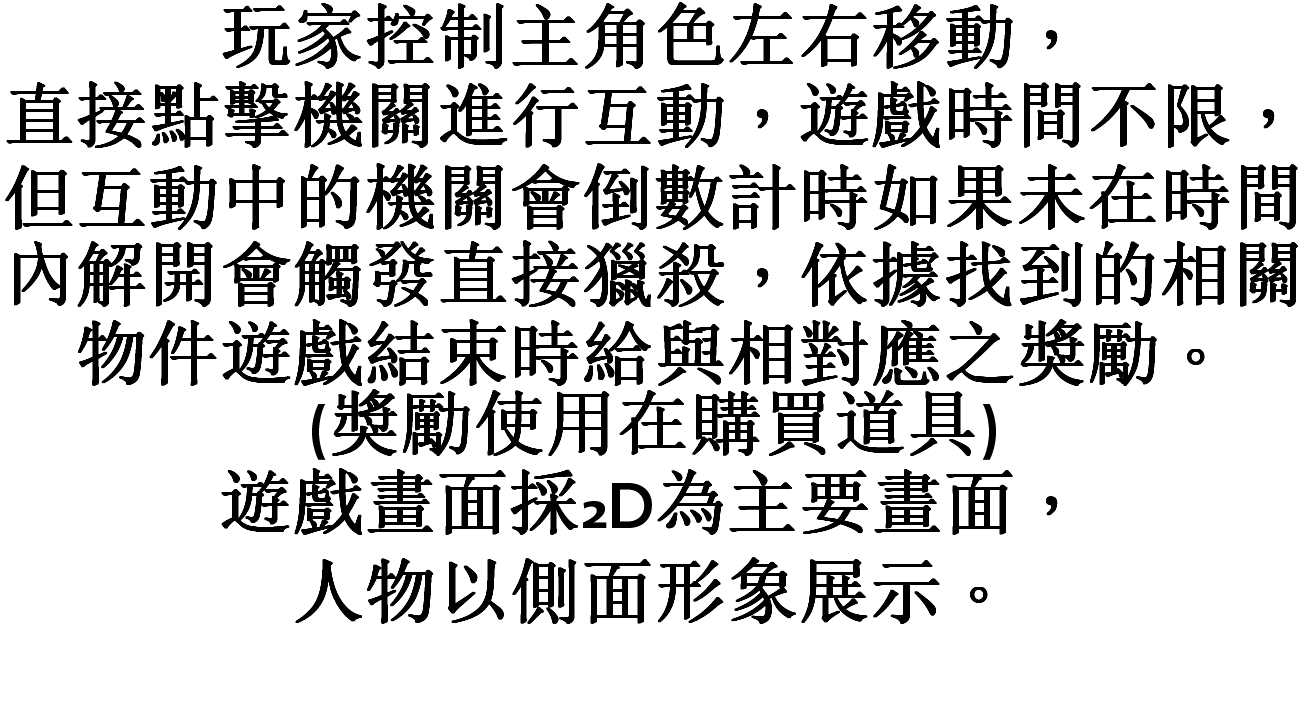 玩家控制主角色左右移動，
直接點擊機關進行互動，遊戲時間不限，
但互動中的機關會倒數計時如果未在時間
內解開會觸發直接獵殺，依據找到的相關
物件遊戲結束時給與相對應之獎勵。
(獎勵使用在購買道具)
遊戲畫面採2D為主要畫面，
人物以側面形象展示。